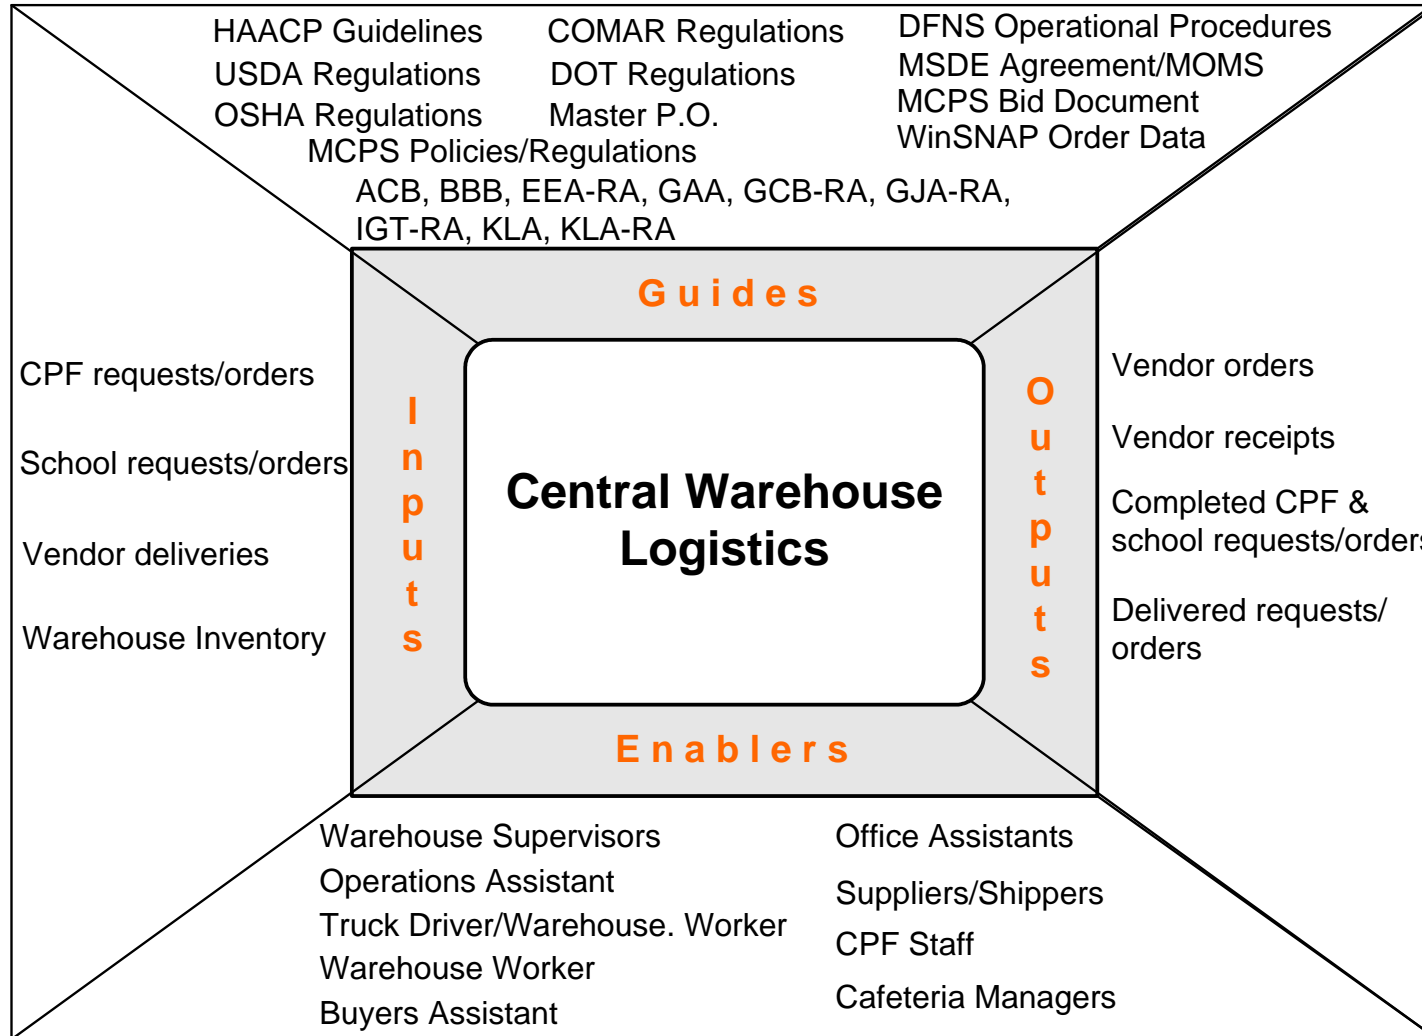 HAACP Guidelines
USDA Regulations
OSHA Regulations
COMAR Regulations
DOT Regulations
Master P.O.
DFNS Operational Procedures
MSDE Agreement/MOMS
MCPS Bid Document
WinSNAP Order Data
MCPS Policies/Regulations
ACB, BBB, EEA-RA, GAA, GCB-RA, GJA-RA,
IGT-RA, KLA, KLA-RA
Guides
CPF requests/orders
School requests/orders
Vendor deliveries
Warehouse Inventory
Inputs
Central Warehouse
Logistics
Outputs
Vendor orders
Vendor receipts
Completed CPF &
school requests/orders
Delivered requests/
orders
Enablers
Warehouse Supervisors
Operations Assistant
Truck Driver/Warehouse. Worker
Warehouse Worker
Buyers Assistant
Office Assistants
Suppliers/Shippers
CPF Staff
Cafeteria Managers